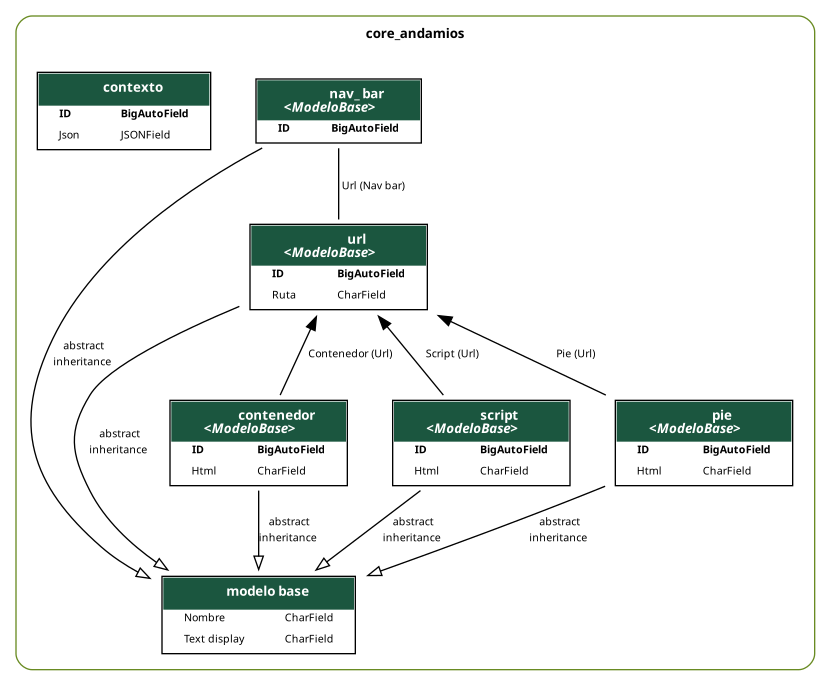 core_andamios
contexto
ID BigAutoField
Json JSONField
nav_bar
<ModeloBase>
ID BigAutoField
Url (Nav bar)
url
<ModeloBase>
ID BigAutoField
Ruta CharField
abstract
inheritance
Contenedor (Url)
Script (Url)
Pie (Url)
abstract
inheritance
contenedor
<ModeloBase>
ID BigAutoField
Html CharField
script
<ModeloBase>
ID BigAutoField
Html CharField
pie
<ModeloBase>
ID BigAutoField
Html CharField
abstract
inheritance
abstract
inheritance
abstract
inheritance
modelo base
Nombre CharField
Text display CharField